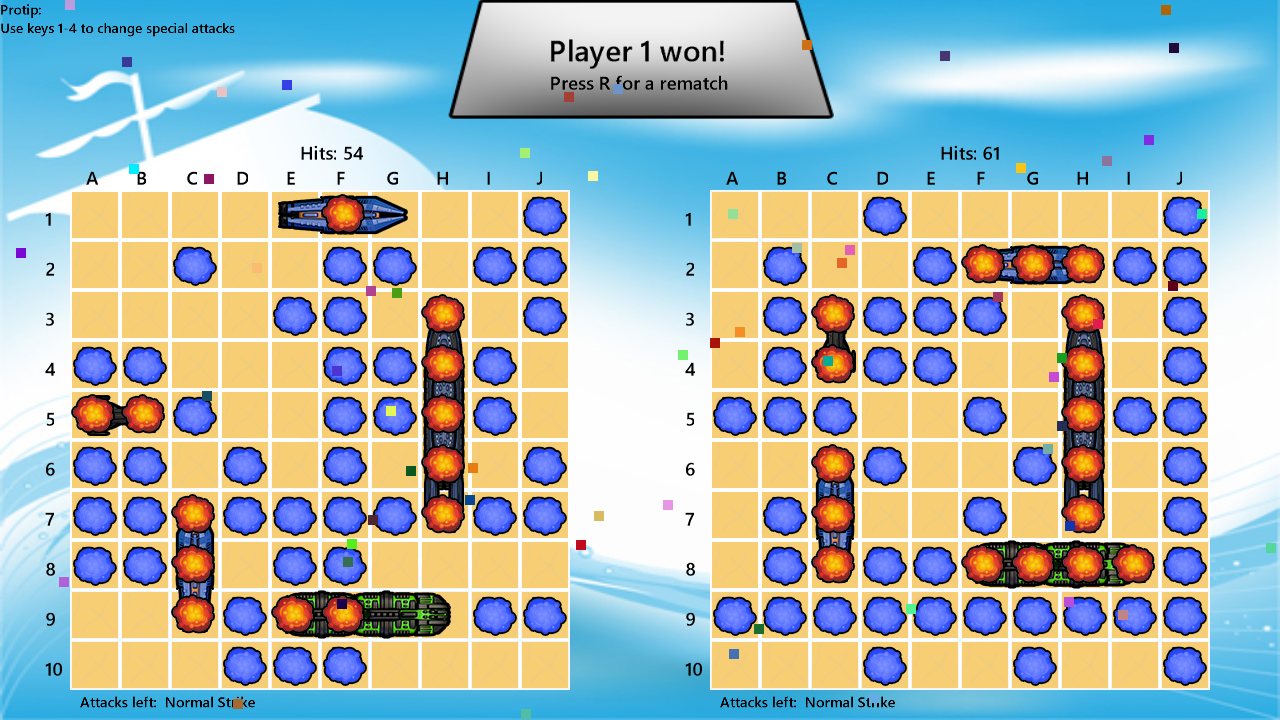 Protip:
Use keys 1-4 to change special attacks
Player 1 won!
Press R for a rematch
Hits: 54
A B C D E F G H I J
1
2
3
4
5
6
7
8
9
10
Attacks left: Normal Strike
Hits: 61
A B C D E F G H I J
1
2
3
4
5
6
7
8
9
10
Attacks left: Normal Strike